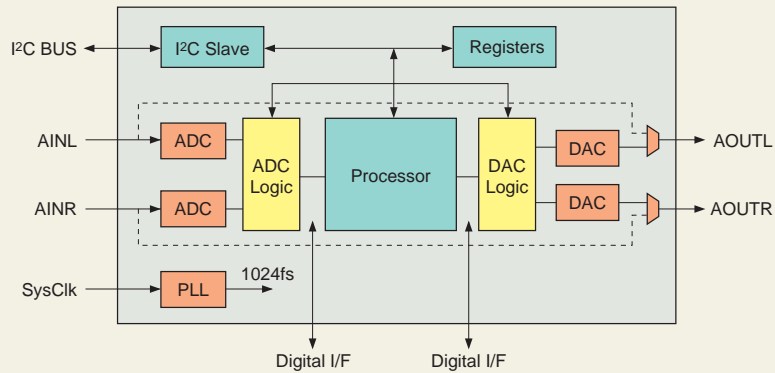 I²C BUS
I²C Slave
Registers
AINL
ADC
ADC
Logic
Processor
DAC
Logic
DAC
AOUTL
AINR
ADC
DAC
AOUTR
SysClk
PLL
1024fs
Digital I/F
Digital I/F